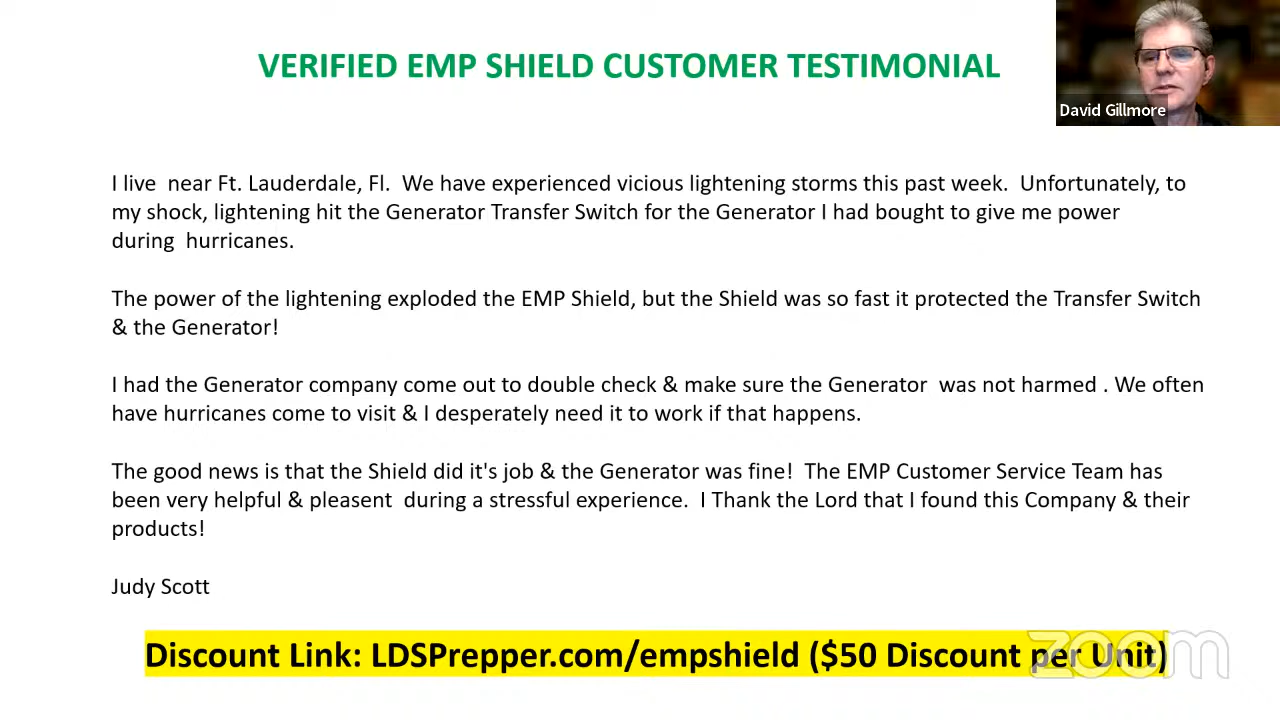 VERIFIED EMP SHIELD CUSTOMER TESTIMONIAL
David Gillmore
I live near Ft. Lauderdale, Fl. We have experienced vicious lightening storms this past week. Unfortunately, to
my shock, lightening hit the Generator Transfer Switch for the Generator I had bought to give me power
during hurricanes.
The power of the lightening exploded the EMP Shield, but the Shield was so fast it protected the Transfer Switch
& the Generator!
I had the Generator company come out to double check & make sure the Generator was not harmed . We often
have hurricanes come to visit & I desperately need it to work if that happens.
The good news is that the Shield did it's job & the Generator was fine! The EMP Customer Service Team has
been very helpful & pleasent during a stressful experience. I Thank the Lord that I found this Company & their
products!
Judy Scott
Discount Link: LDSPrepper.com/empshield ($50 Discount per Unit)
zoom